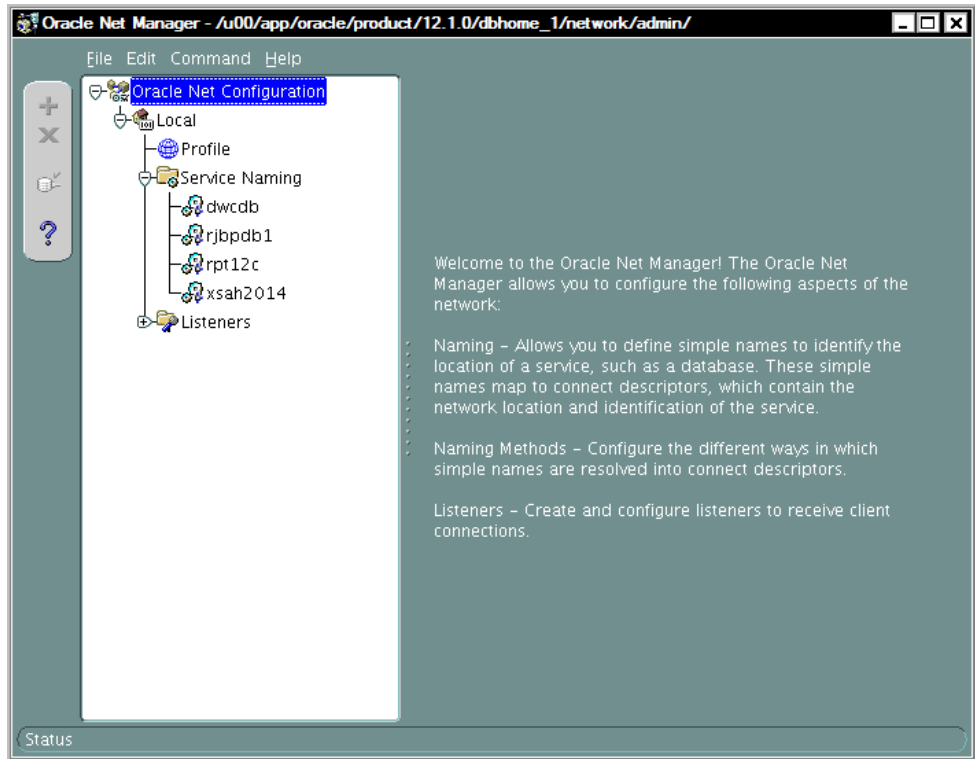 Oracle Net Manager - /u00/app/oracle/product/12.1.0/dbhome_1/network/admin/
File Edit Command Help
Oracle Net Configuration
Local
Profile
Service Naming
dwcdb
rjbpdb1
rpt12c
xsah2014
Listeners
Welcome to the Oracle Net Manager! The Oracle Net
Manager allows you to configure the following aspects of the
network:
Naming – Allows you to define simple names to identify the
location of a service, such as a database. These simple
names map to connect descriptors, which contain the
network location and identification of the service.
Naming Methods – Configure the different ways in which
simple names are resolved into connect descriptors.
Listeners – Create and configure listeners to receive client
connections.
Status